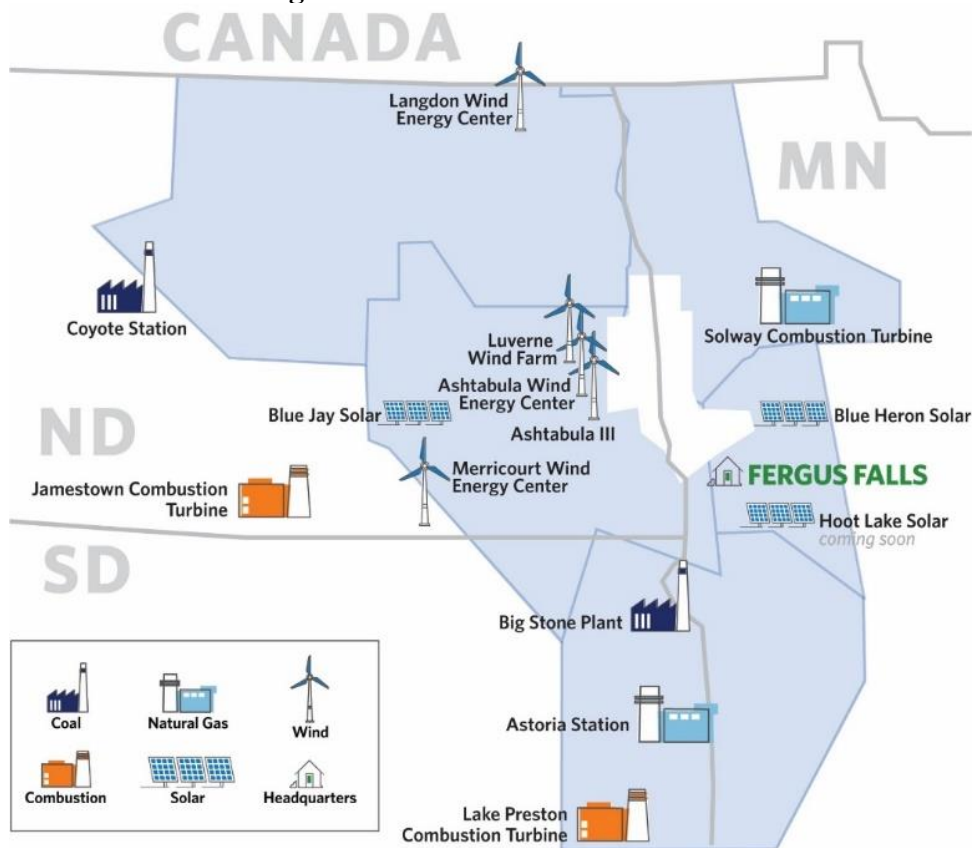 CANADA
Langdon Wind
Energy Center
MN
Coyote Station
Solway Combustion Turbine
Luverne
Wind Farm
Ashtabula Wind
Energy Center
Blue Jay Solar
Blue Heron Solar
Ashtabula III
ND
Merricourt Wind
Energy Center
FERGUS FALLS
Jamestown Combustion
Turbine
Hoot Lake Solar
coming soon
SD
Big Stone Plant
Astoria Station
Lake Preston
Combustion Turbine
Coal
Natural Gas
Wind
Combustion
Solar
Headquarters